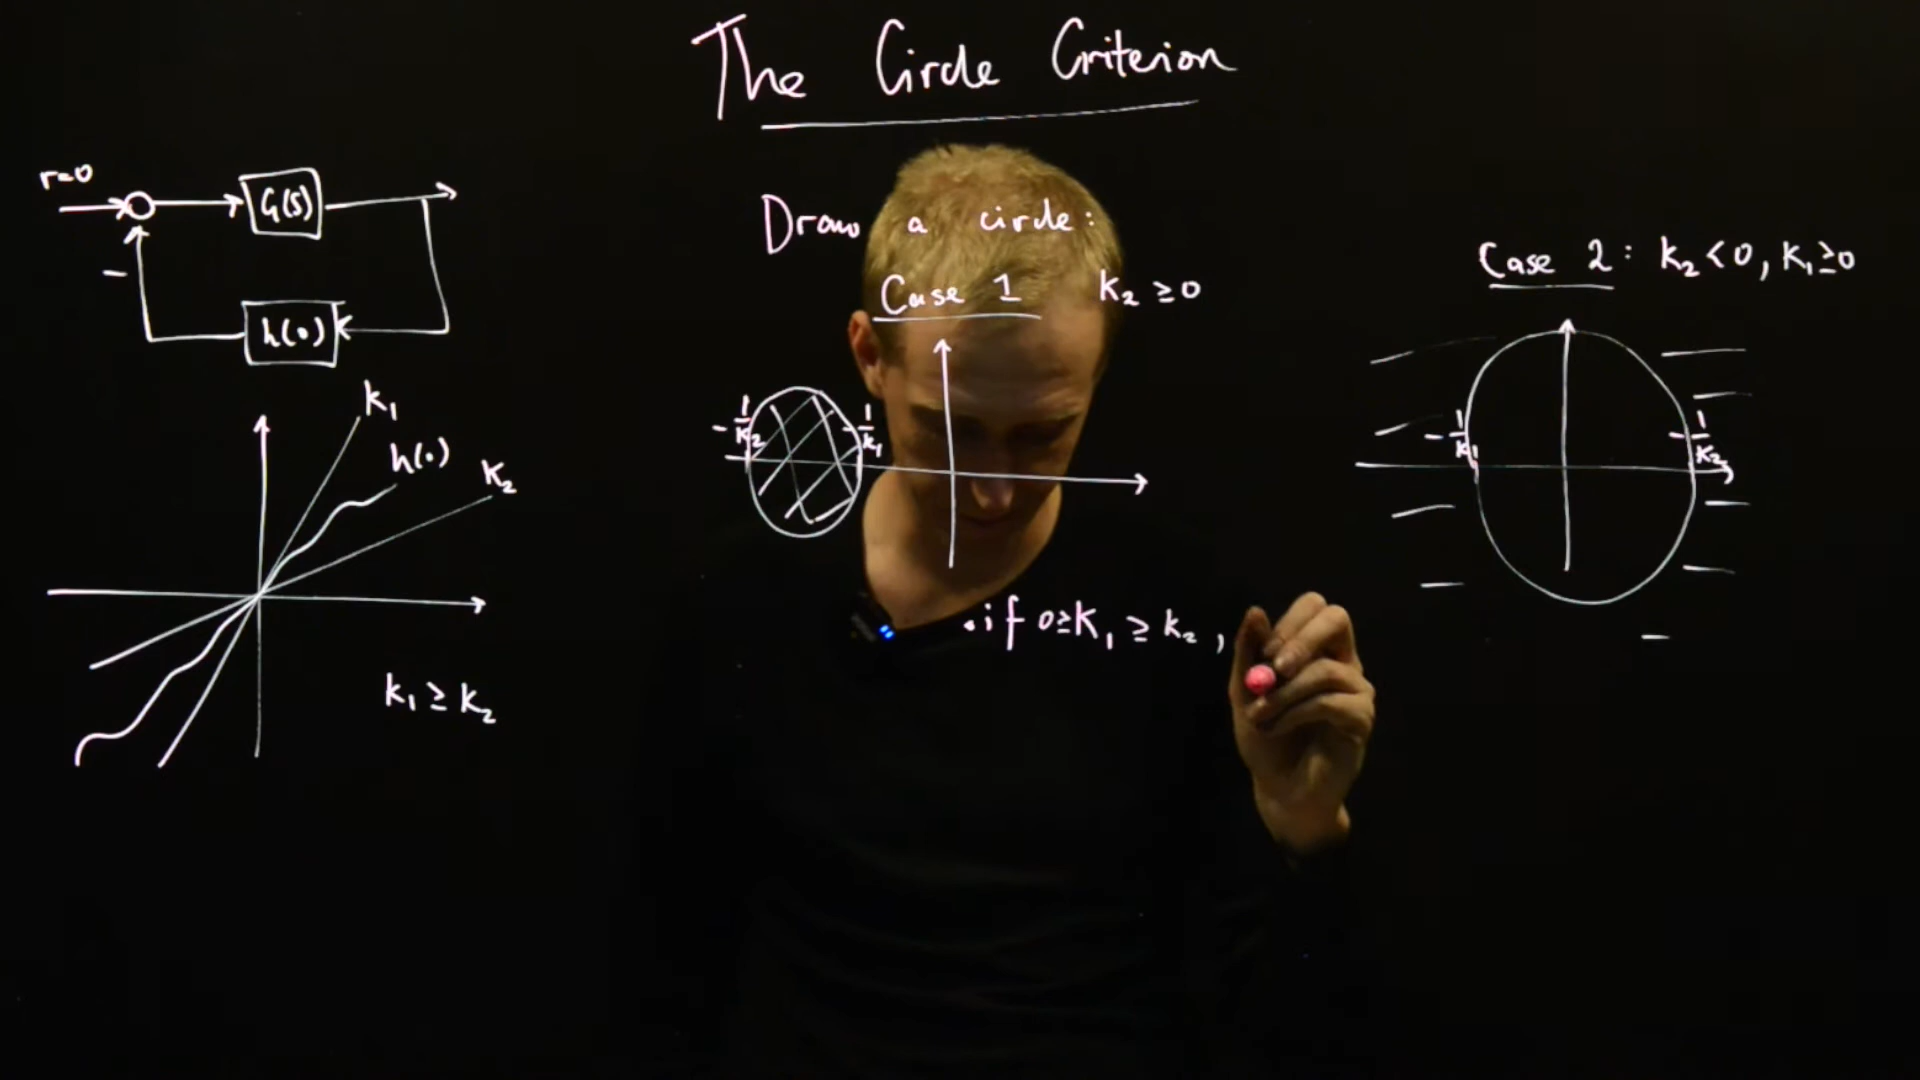 The Circle Criterion
r=0
G(s)
−
h(·)
k₁
h(·)
k₂
k₁ ≥ k₂
Draw a circle:
Case 1 k₂ ≥ 0
-1/k₂
-1/k₁
· if 0≥k₁ ≥ k₂ ,
Case 2: k₂<0, k₁≥0
-1/k₁
-1/k₂